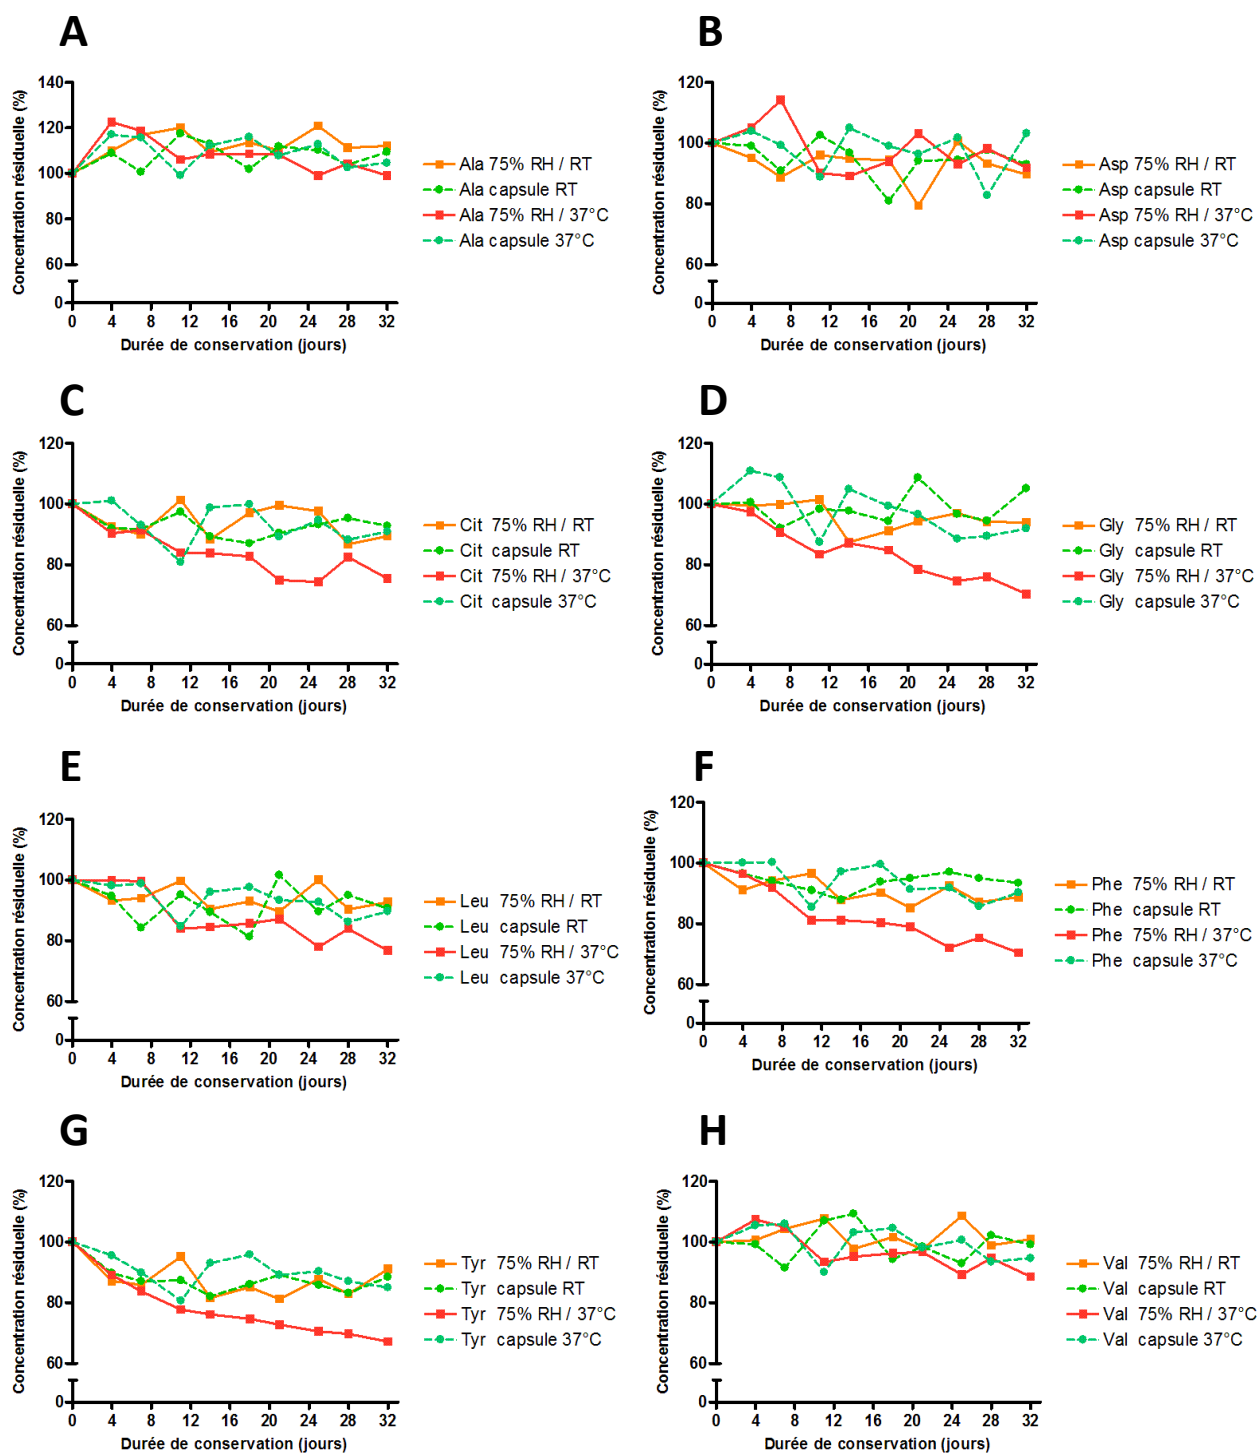 A
Concentration résiduelle (%)
140
120
100
80
60
0
0 4 8 12 16 20 24 28 32
Durée de conservation (jours)
Ala 75% RH / RT
Ala capsule RT
Ala 75% RH / 37°C
Ala capsule 37°C
B
Concentration résiduelle (%)
120
100
80
60
0
0 4 8 12 16 20 24 28 32
Durée de conservation (jours)
Asp 75% RH / RT
Asp capsule RT
Asp 75% RH / 37°C
Asp capsule 37°C
C
Concentration résiduelle (%)
120
100
80
60
0
0 4 8 12 16 20 24 28 32
Durée de conservation (jours)
Cit 75% RH / RT
Cit capsule RT
Cit 75% RH / 37°C
Cit capsule 37°C
D
Concentration résiduelle (%)
120
100
80
60
0
0 4 8 12 16 20 24 28 32
Durée de conservation (jours)
Gly 75% RH / RT
Gly capsule RT
Gly 75% RH / 37°C
Gly capsule 37°C
E
Concentration résiduelle (%)
120
100
80
60
0
0 4 8 12 16 20 24 28 32
Durée de conservation (jours)
Leu 75% RH / RT
Leu capsule RT
Leu 75% RH / 37°C
Leu capsule 37°C
F
Concentration résiduelle (%)
120
100
80
60
0
0 4 8 12 16 20 24 28 32
Durée de conservation (jours)
Phe 75% RH / RT
Phe capsule RT
Phe 75% RH / 37°C
Phe capsule 37°C
G
Concentration résiduelle (%)
120
100
80
60
0
0 4 8 12 16 20 24 28 32
Durée de conservation (jours)
Tyr 75% RH / RT
Tyr capsule RT
Tyr 75% RH / 37°C
Tyr capsule 37°C
H
Concentration résiduelle (%)
120
100
80
60
0
0 4 8 12 16 20 24 28 32
Durée de conservation (jours)
Val 75% RH / RT
Val capsule RT
Val 75% RH / 37°C
Val capsule 37°C